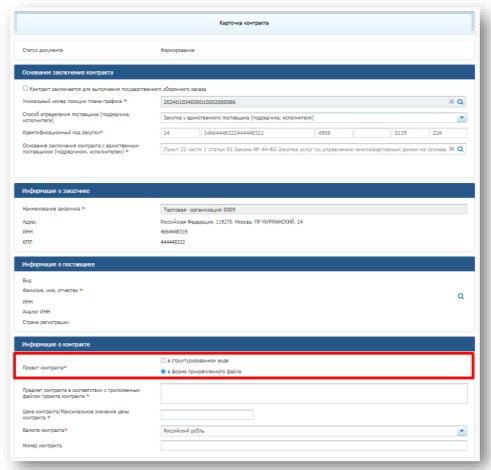 Карточка контракта
Статус документа Формирование
Основание заключения контракта
Контракт заключается для выполнения государственного оборонного заказа
Уникальный номер позиции плана-графика * 202401034000010002000086
Способ определения поставщика (подрядчика, исполнителя) Закупка у единственного поставщика (подрядчика, исполнителя)
Идентификационный код закупки* 24 14664448322444448322 4908 0119 224
Основание заключения контракта с единственным поставщиком (подрядчиком, исполнителем) * Пункт 22 части 1 статьи 93 Закона № 44-ФЗ Закупка услуг по управлению многоквартирным домом на основан
Информация о заказчике
Наименование заказчика * Тестовая организация 0009
Адрес Российская Федерация, 119270, Москва, ПР МУРМАНСКИЙ, 14
ИНН 4664448319
КПП 444448322
Информация о поставщике
Вид
Фамилия, имя, отчество *
ИНН
Аналог ИНН
Страна регистрации
Информация о контракте
Проект контракта*
в структурированном виде
в форме прикрепленного файла
Предмет контракта в соответствии с приложенным файлом проекта контракта *
Цена контракта/Максимальное значение цены контракта *
Валюта контракта* Российский рубль
Номер контракта